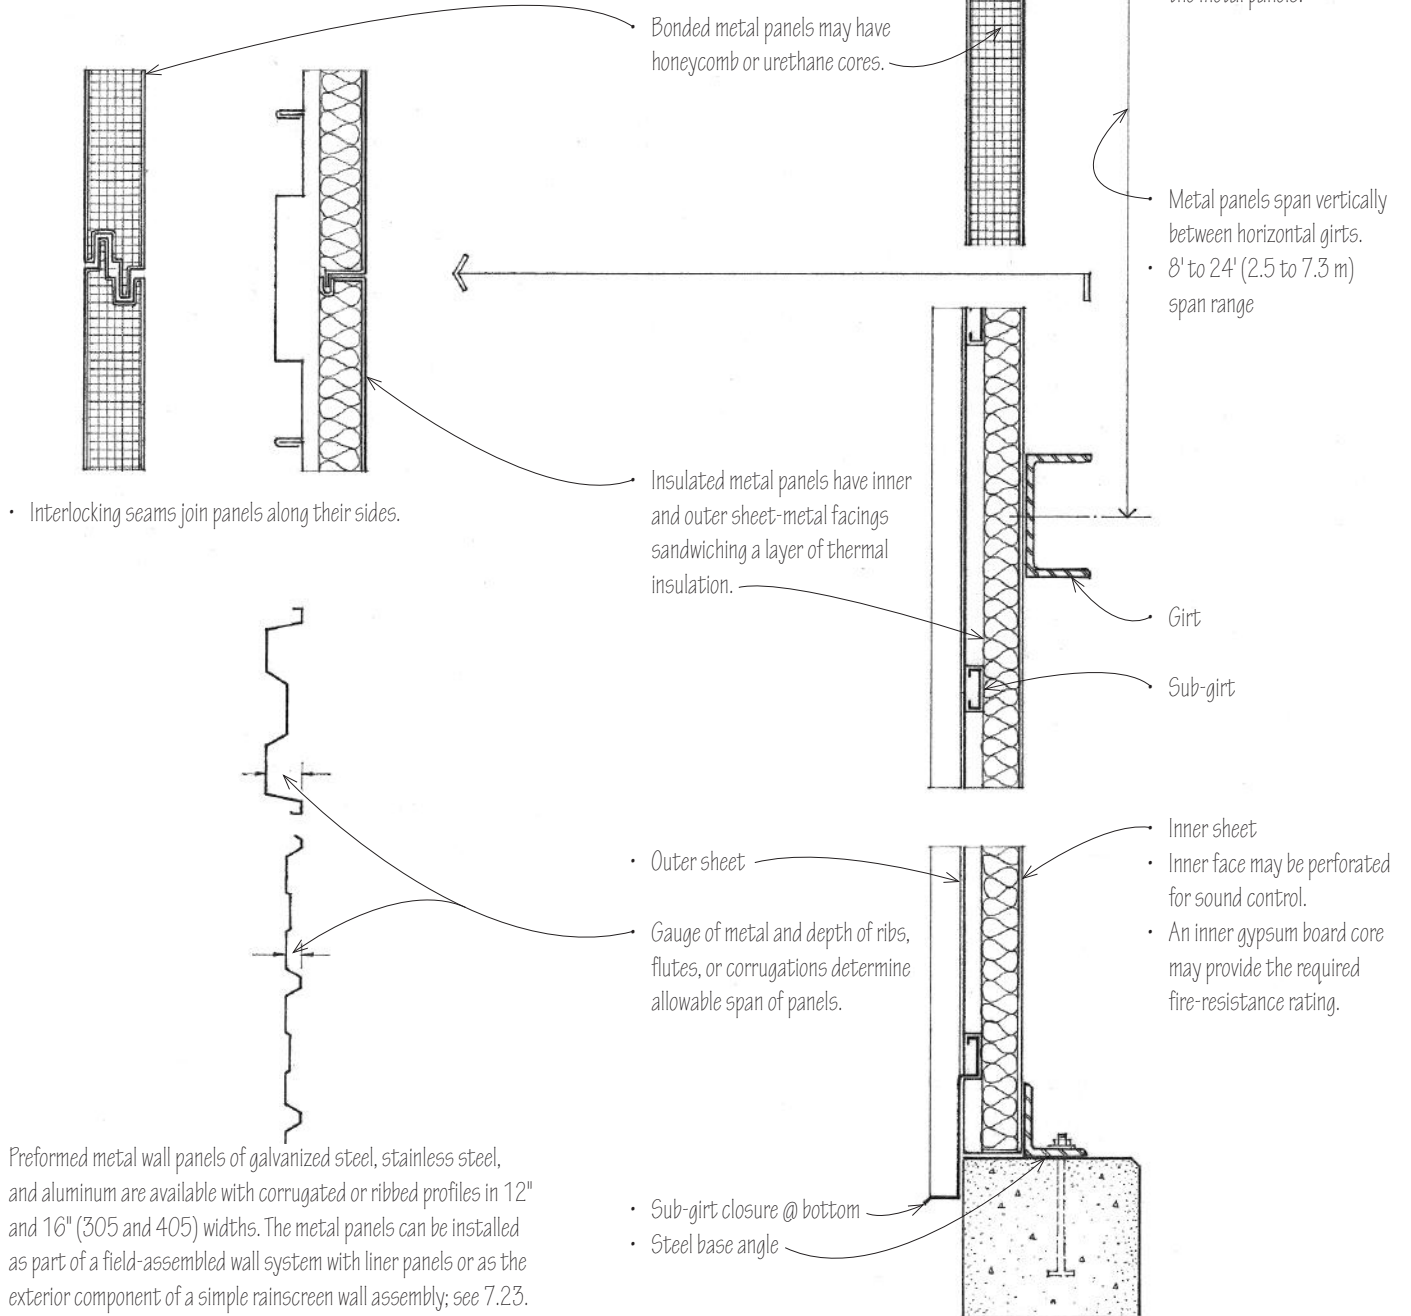 the metal panels.
• Bonded metal panels may have
honeycomb or urethane cores.
• Metal panels span vertically
between horizontal girts.
• 8' to 24' (2.5 to 7.3 m)
span range
• Interlocking seams join panels along their sides.
• Insulated metal panels have inner
and outer sheet-metal facings
sandwiching a layer of thermal
insulation.
• Girt
• Sub-girt
• Outer sheet
• Gauge of metal and depth of ribs,
flutes, or corrugations determine
allowable span of panels.
• Inner sheet
• Inner face may be perforated
for sound control.
• An inner gypsum board core
may provide the required
fire-resistance rating.
Preformed metal wall panels of galvanized steel, stainless steel,
and aluminum are available with corrugated or ribbed profiles in 12"
and 16" (305 and 405) widths. The metal panels can be installed
as part of a field-assembled wall system with liner panels or as the
exterior component of a simple rainscreen wall assembly; see 7.23.
• Sub-girt closure @ bottom
• Steel base angle